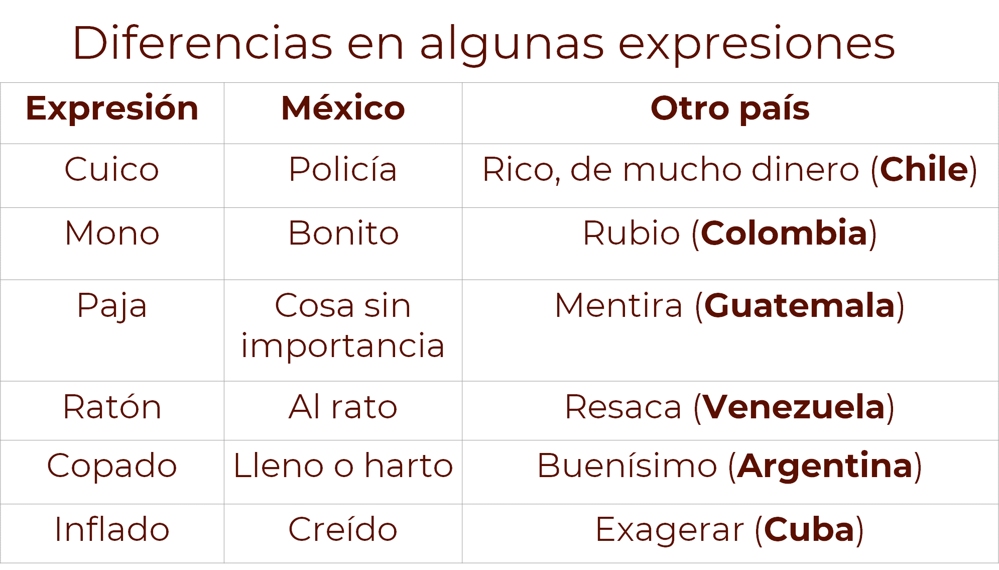 Diferencias en algunas expresiones
Expresión México Otro país
Cuico Policía Rico, de mucho dinero (Chile)
Mono Bonito Rubio (Colombia)
Paja Cosa sin Mentira (Guatemala)
importancia
Ratón Al rato Resaca (Venezuela)
Copado Lleno o harto Buenísimo (Argentina)
Inflado Creído Exagerar (Cuba)